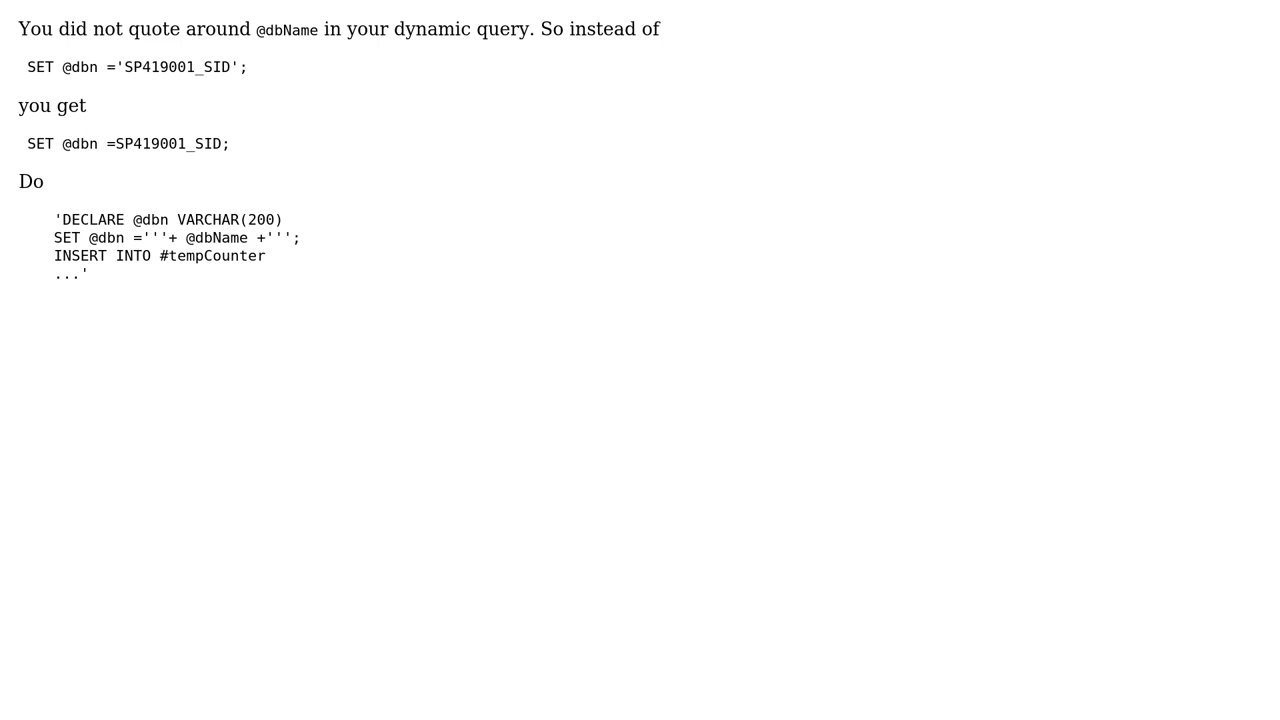 You did not quote around @dbName in your dynamic query. So instead of
SET @dbn ='SP419001_SID';
you get
SET @dbn =SP419001_SID;
Do
'DECLARE @dbn VARCHAR(200)
SET @dbn ='''+ @dbName +''';
INSERT INTO #tempCounter
...'